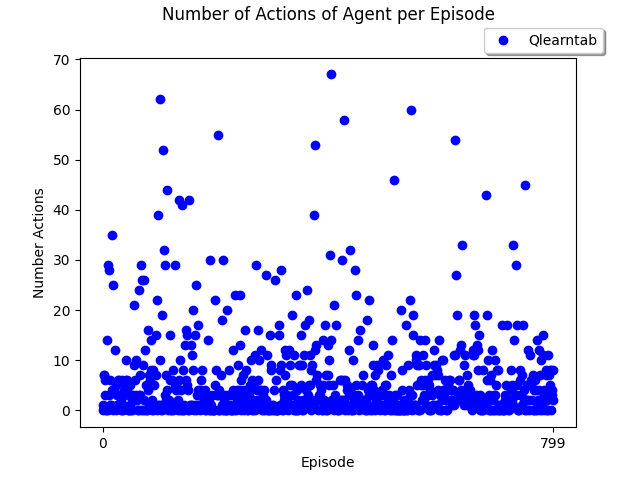 Number of Actions of Agent per Episode
Qlearntab
70
60
50
40
30
20
10
0
Number Actions
0 799
Episode